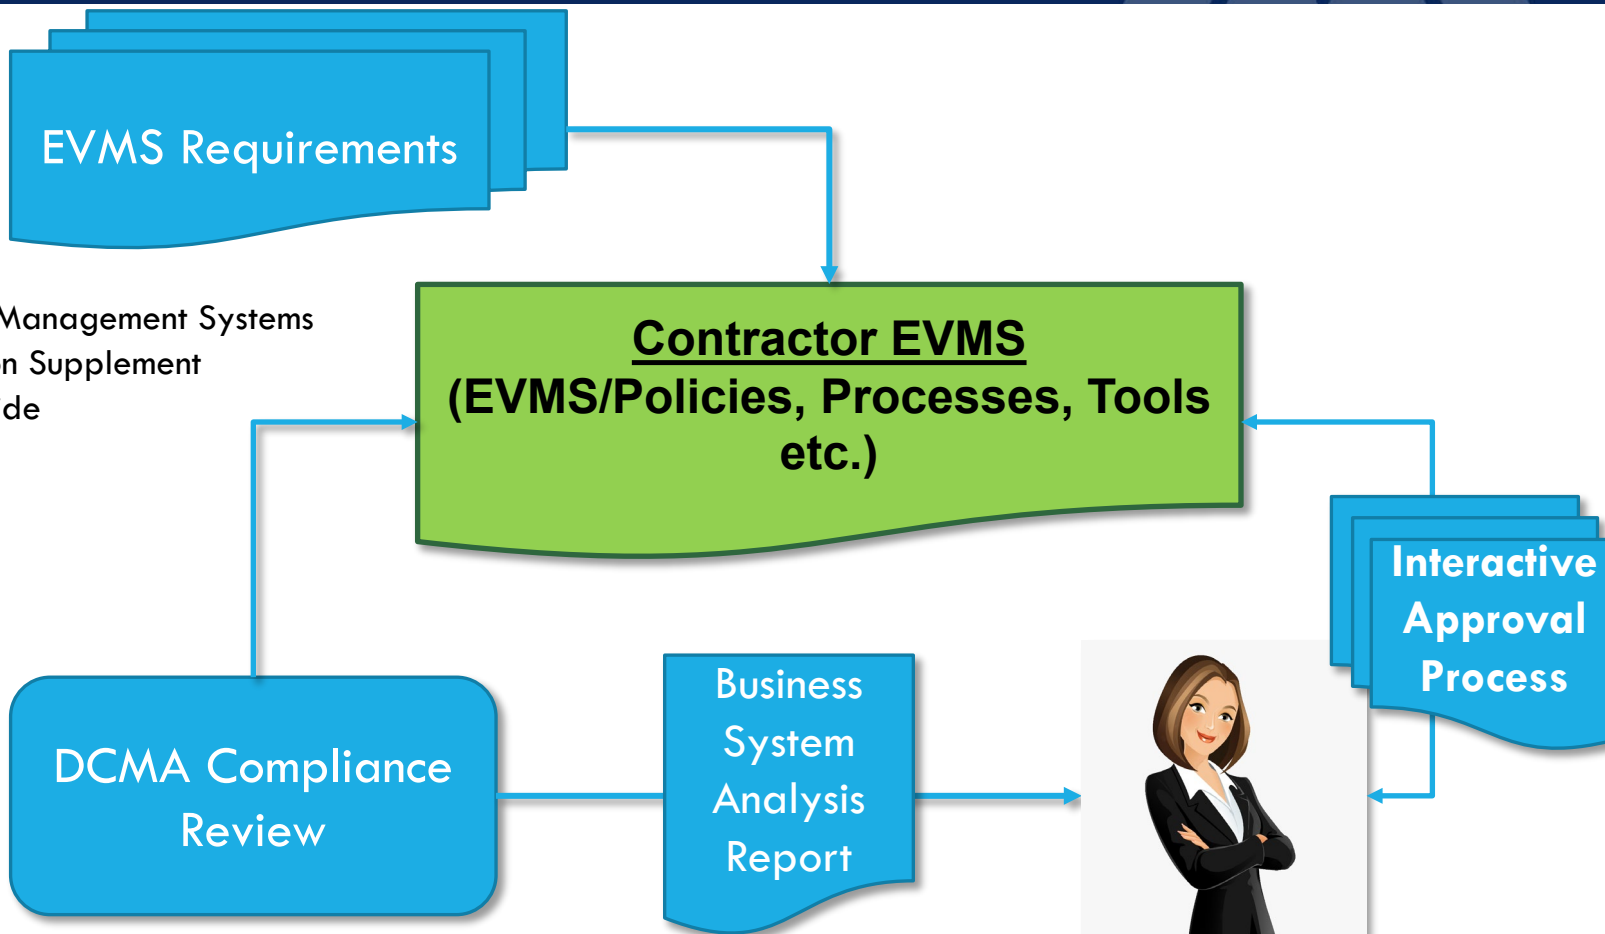 EVMS Requirements
Management Systems
Supplement
Contractor EVMS
(EVMS/Policies, Processes, Tools
etc.)
Interactive
Approval
Process
Business
System
Analysis
Report
DCMA Compliance
Review